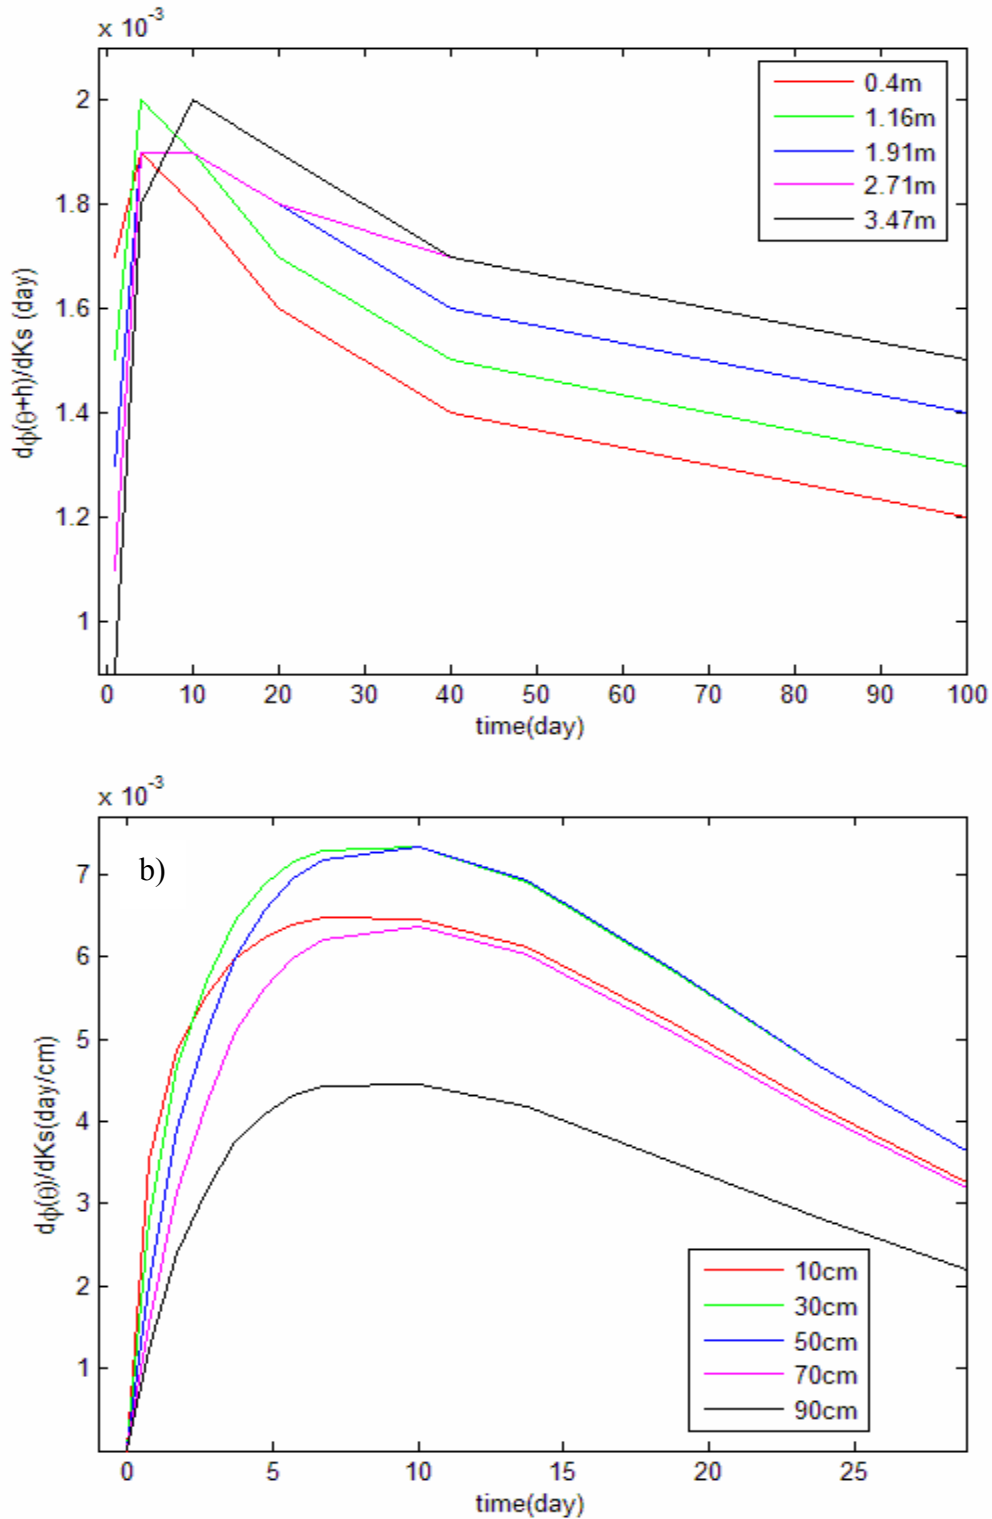 x 10^-3
2
1.8
1.6
1.4
1.2
1
dϕ(θ+h)/dKs (day)
0.4m
1.16m
1.91m
2.71m
3.47m
0 10 20 30 40 50 60 70 80 90 100
time(day)
x 10^-3
b)
7
6
5
4
3
2
1
dϕ(θ)/dKs(day/cm)
10cm
30cm
50cm
70cm
90cm
0 5 10 15 20 25
time(day)